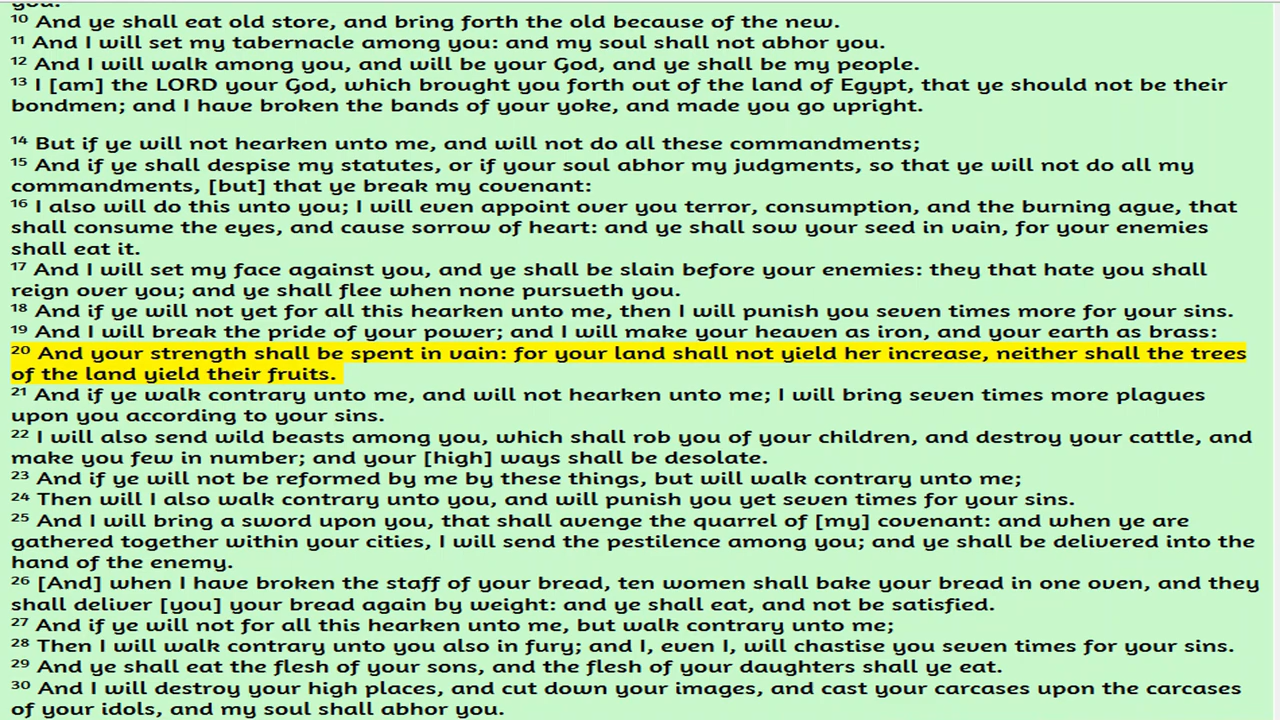 you.
¹⁰ And ye shall eat old store, and bring forth the old because of the new.
¹¹ And I will set my tabernacle among you: and my soul shall not abhor you.
¹² And I will walk among you, and will be your God, and ye shall be my people.
¹³ I [am] the LORD your God, which brought you forth out of the land of Egypt, that ye should not be their
bondmen; and I have broken the bands of your yoke, and made you go upright.
¹⁴ But if ye will not hearken unto me, and will not do all these commandments;
¹⁵ And if ye shall despise my statutes, or if your soul abhor my judgments, so that ye will not do all my
commandments, [but] that ye break my covenant:
¹⁶ I also will do this unto you; I will even appoint over you terror, consumption, and the burning ague, that
shall consume the eyes, and cause sorrow of heart: and ye shall sow your seed in vain, for your enemies
shall eat it.
¹⁷ And I will set my face against you, and ye shall be slain before your enemies: they that hate you shall
reign over you; and ye shall flee when none pursueth you.
¹⁸ And if ye will not yet for all this hearken unto me, then I will punish you seven times more for your sins.
¹⁹ And I will break the pride of your power; and I will make your heaven as iron, and your earth as brass:
²⁰ And your strength shall be spent in vain: for your land shall not yield her increase, neither shall the trees
of the land yield their fruits.
²¹ And if ye walk contrary unto me, and will not hearken unto me; I will bring seven times more plagues
upon you according to your sins.
²² I will also send wild beasts among you, which shall rob you of your children, and destroy your cattle, and
make you few in number; and your [high] ways shall be desolate.
²³ And if ye will not be reformed by me by these things, but will walk contrary unto me;
²⁴ Then will I also walk contrary unto you, and will punish you yet seven times for your sins.
²⁵ And I will bring a sword upon you, that shall avenge the quarrel of [my] covenant: and when ye are
gathered together within your cities, I will send the pestilence among you; and ye shall be delivered into the
hand of the enemy.
²⁶ [And] when I have broken the staff of your bread, ten women shall bake your bread in one oven, and they
shall deliver [you] your bread again by weight: and ye shall eat, and not be satisfied.
²⁷ And if ye will not for all this hearken unto me, but walk contrary unto me;
²⁸ Then I will walk contrary unto you also in fury; and I, even I, will chastise you seven times for your sins.
²⁹ And ye shall eat the flesh of your sons, and the flesh of your daughters shall ye eat.
³⁰ And I will destroy your high places, and cut down your images, and cast your carcases upon the carcases
of your idols, and my soul shall abhor you.